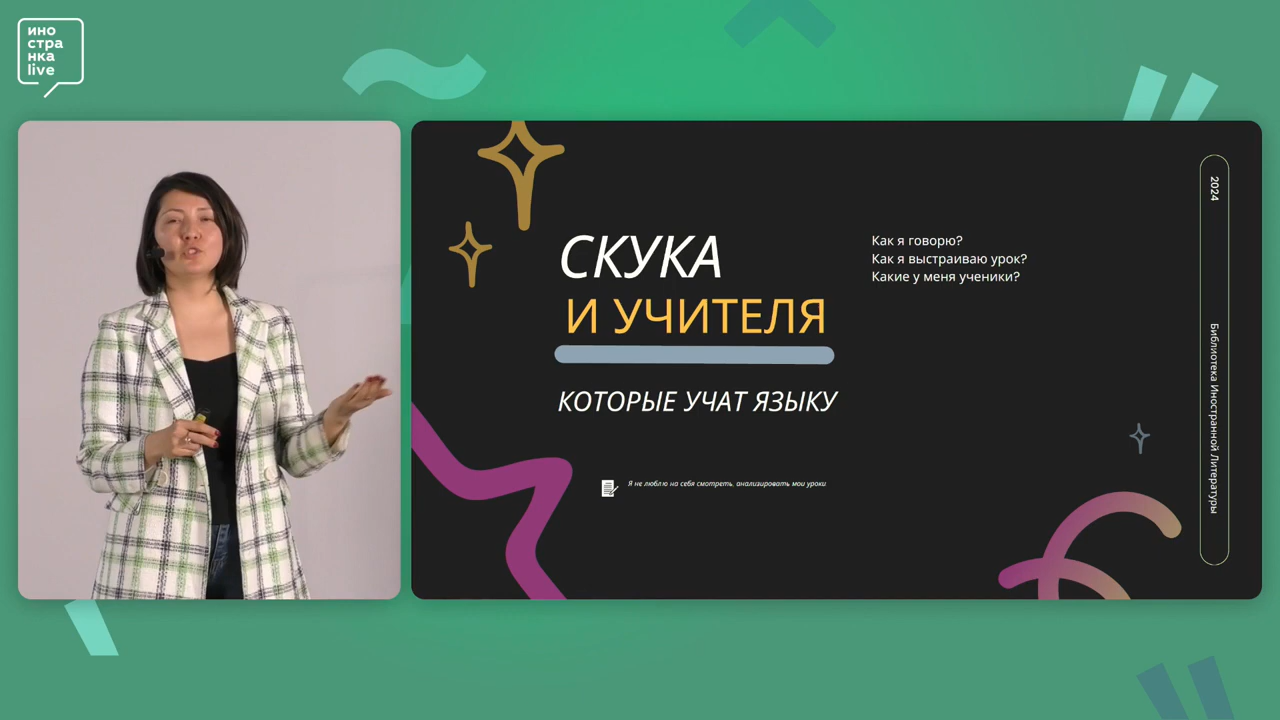 ино
стра
нка
live
СКУКА
И УЧИТЕЛЯ
КОТОРЫЕ УЧАТ ЯЗЫКУ
Я не люблю на себя смотреть, анализировать мои уроки
Как я говорю?
Как я выстраиваю урок?
Какие у меня ученики?
2024
Библиотека Иностранной Литературы